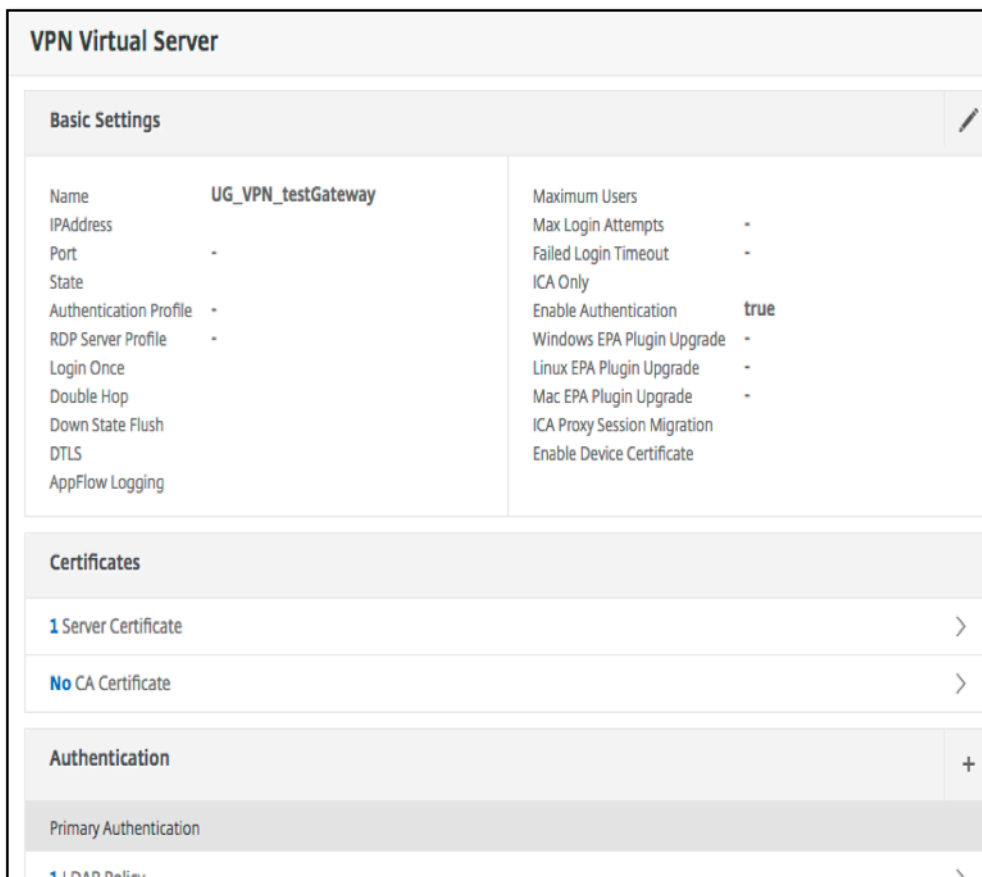 VPN Virtual Server
Basic Settings
Name UG_VPN_testGateway
IPAddress
Port -
State
Authentication Profile -
RDP Server Profile -
Login Once
Double Hop
Down State Flush
DTLS
AppFlow Logging
Maximum Users
Max Login Attempts -
Failed Login Timeout -
ICA Only
Enable Authentication true
Windows EPA Plugin Upgrade -
Linux EPA Plugin Upgrade -
Mac EPA Plugin Upgrade -
ICA Proxy Session Migration
Enable Device Certificate
Certificates
1 Server Certificate
No CA Certificate
Authentication
+
Primary Authentication
1 LDAP Policy